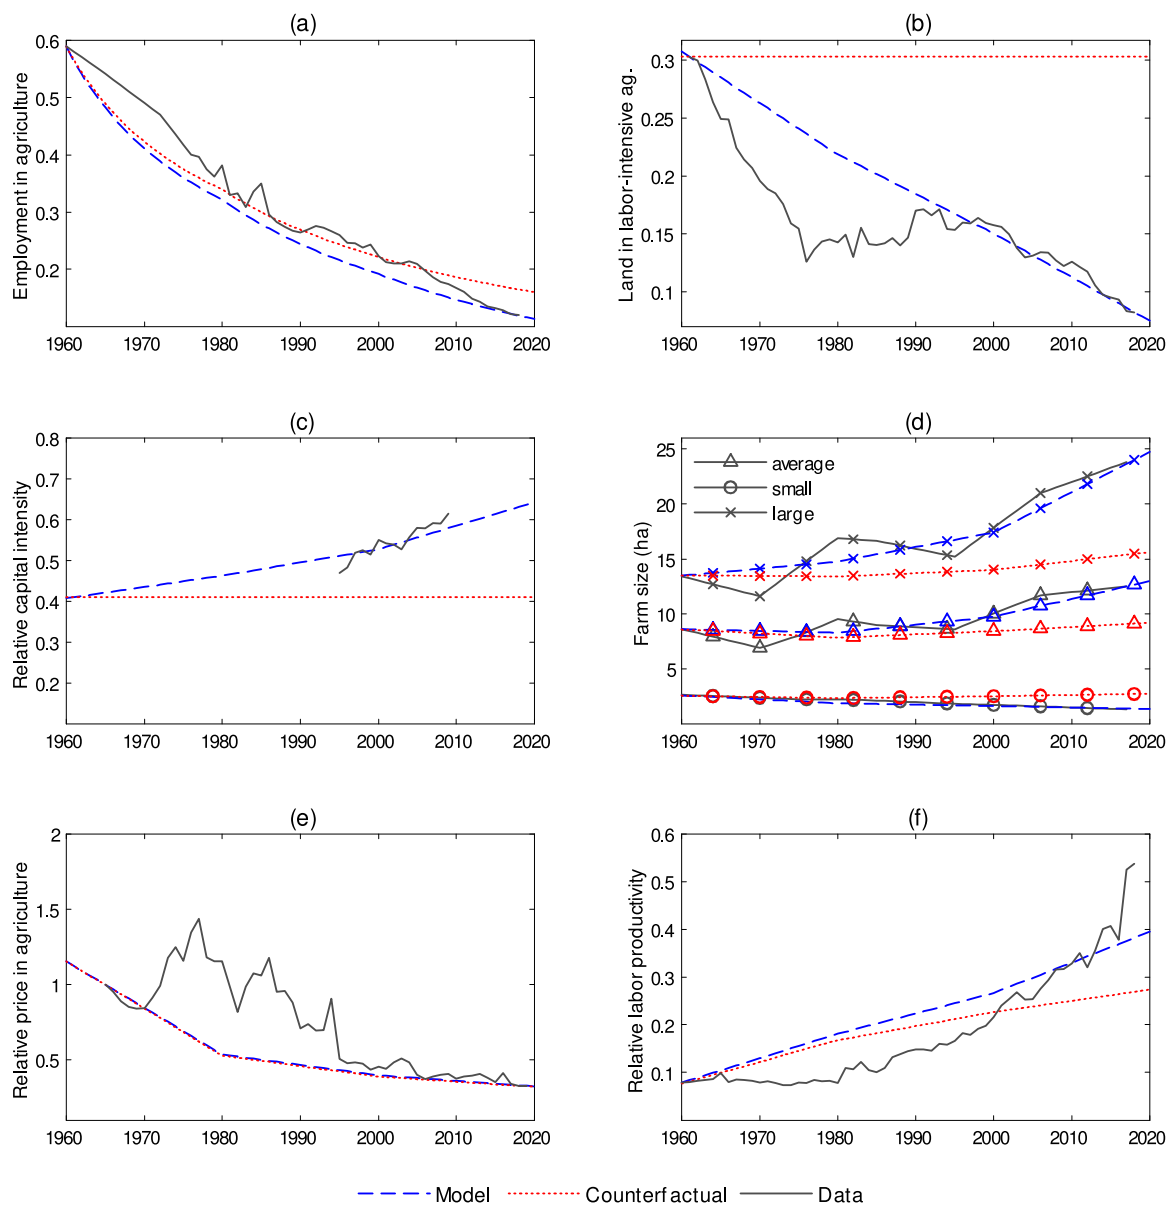 (a)
Employment in agriculture
0.6
0.5
0.4
0.3
0.2
1960 1970 1980 1990 2000 2010 2020
(b)
Land in labor-intensive ag.
0.3
0.25
0.2
0.15
0.1
1960 1970 1980 1990 2000 2010 2020
(c)
Relative capital intensity
0.8
0.7
0.6
0.5
0.4
0.3
0.2
1960 1970 1980 1990 2000 2010 2020
(d)
Farm size (ha)
25
20
15
10
5
average
small
large
1960 1970 1980 1990 2000 2010 2020
(e)
Relative price in agriculture
2
1.5
1
0.5
1960 1970 1980 1990 2000 2010 2020
(f)
Relative labor productivity
0.6
0.5
0.4
0.3
0.2
0.1
1960 1970 1980 1990 2000 2010 2020
Model Counterfactual Data